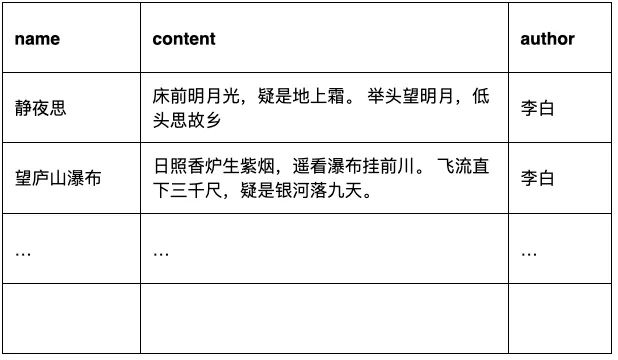 name content author
静夜思 床前明月光，疑是地上霜。 举头望明月，低
头思故乡 李白
望庐山瀑布 日照香炉生紫烟，遥看瀑布挂前川。 飞流直
下三千尺，疑是银河落九天。 李白
... ... ...